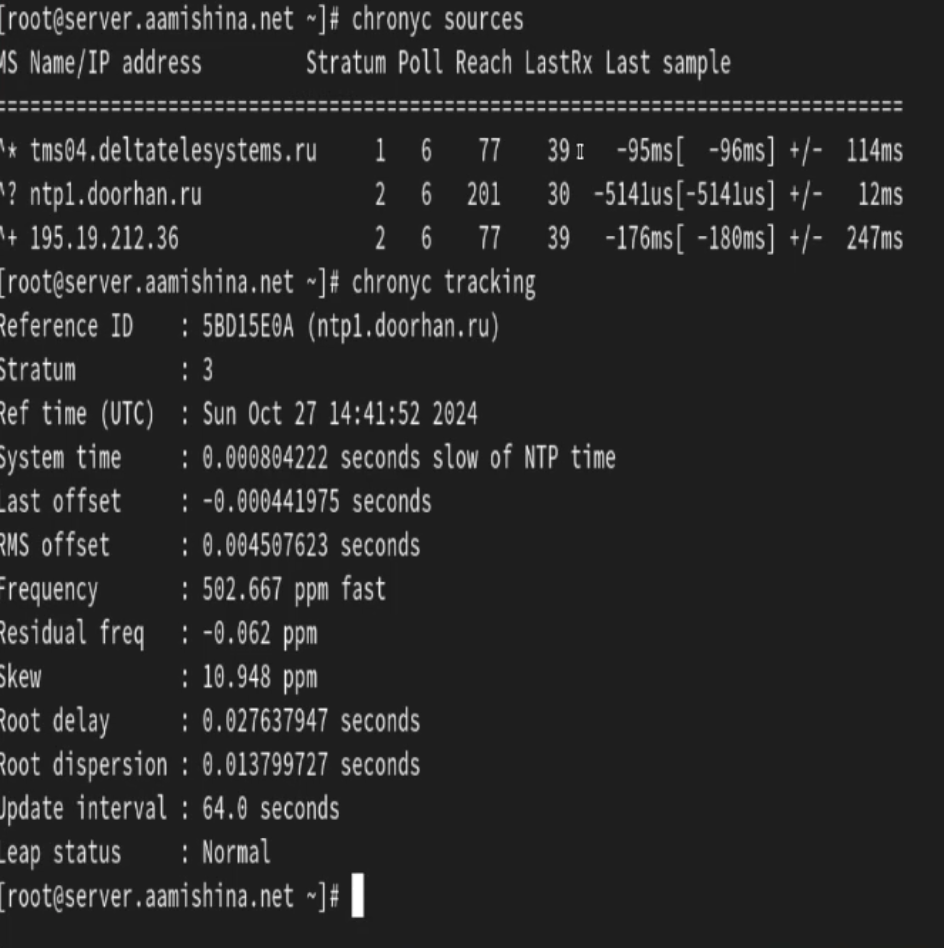 [root@server.aamishina.net ~]# chronyc sources
MS Name/IP address         Stratum Poll Reach LastRx Last sample
===============================================================================
^* tms04.deltatelesystems.ru     1   6    77    39    -95ms[  -96ms] +/-  114ms
^? ntp1.doorhan.ru               2   6   201    30  -5141us[-5141us] +/-   12ms
^+ 195.19.212.36                 2   6    77    39   -176ms[ -180ms] +/-  247ms
[root@server.aamishina.net ~]# chronyc tracking
Reference ID    : 5BD15E0A (ntp1.doorhan.ru)
Stratum         : 3
Ref time (UTC)  : Sun Oct 27 14:41:52 2024
System time     : 0.000804222 seconds slow of NTP time
Last offset     : -0.000441975 seconds
RMS offset      : 0.004507623 seconds
Frequency       : 502.667 ppm fast
Residual freq   : -0.062 ppm
Skew            : 10.948 ppm
Root delay      : 0.027637947 seconds
Root dispersion : 0.013799727 seconds
Update interval : 64.0 seconds
Leap status     : Normal
[root@server.aamishina.net ~]#